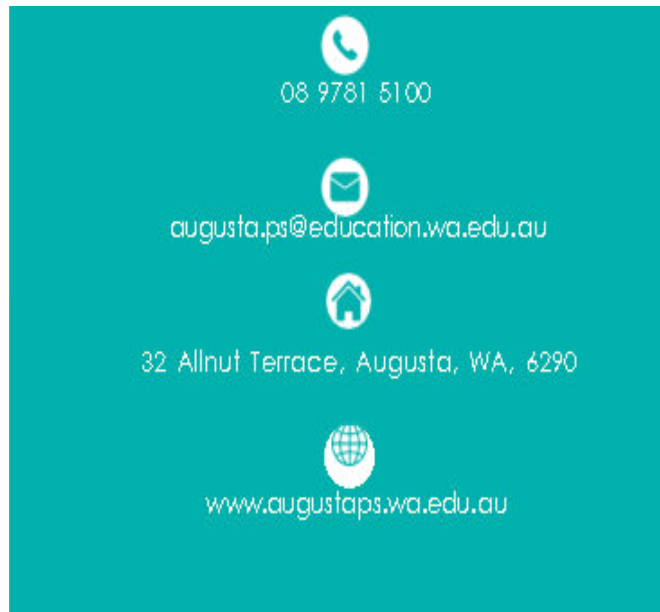 08 9781 5100
augusta.ps@education.wa.edu.au
32 Allnut Terrace, Augusta, WA, 6290
www.augustaps.wa.edu.au